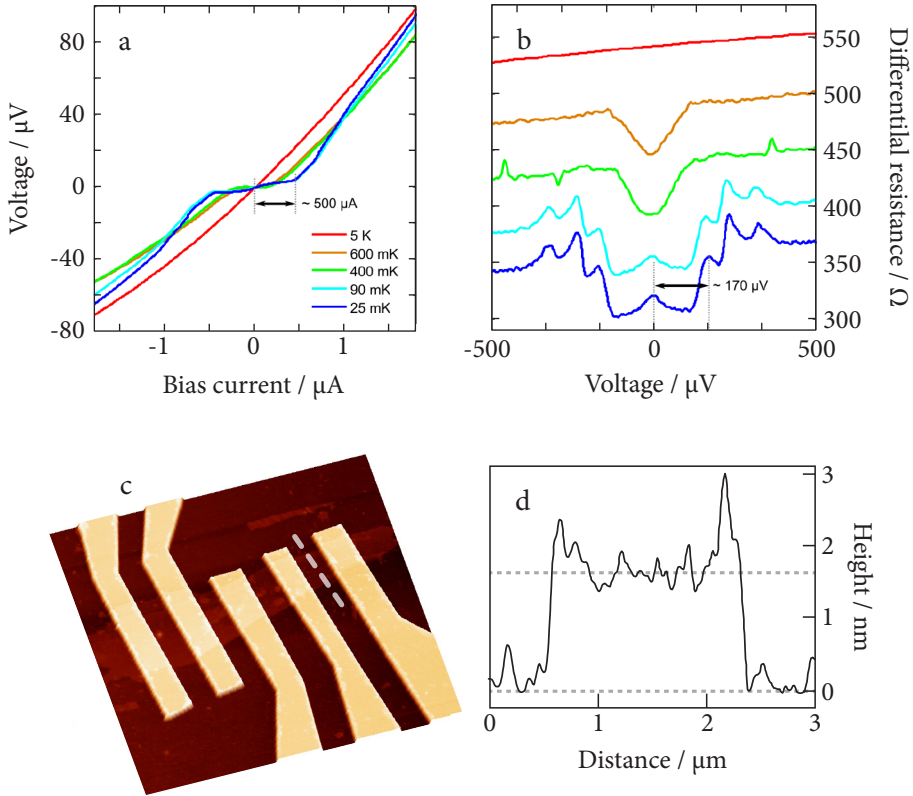 a
80
40
0
-40
-80
Voltage / μV
~ 500 μA
5 K
600 mK
400 mK
90 mK
25 mK
-1
0
1
Bias current / μA
b
550
500
450
400
350
300
Differentilal resistance / Ω
~ 170 μV
-500
0
500
Voltage / μV
c
d
3
2
1
0
Height / nm
0
1
2
3
Distance / μm